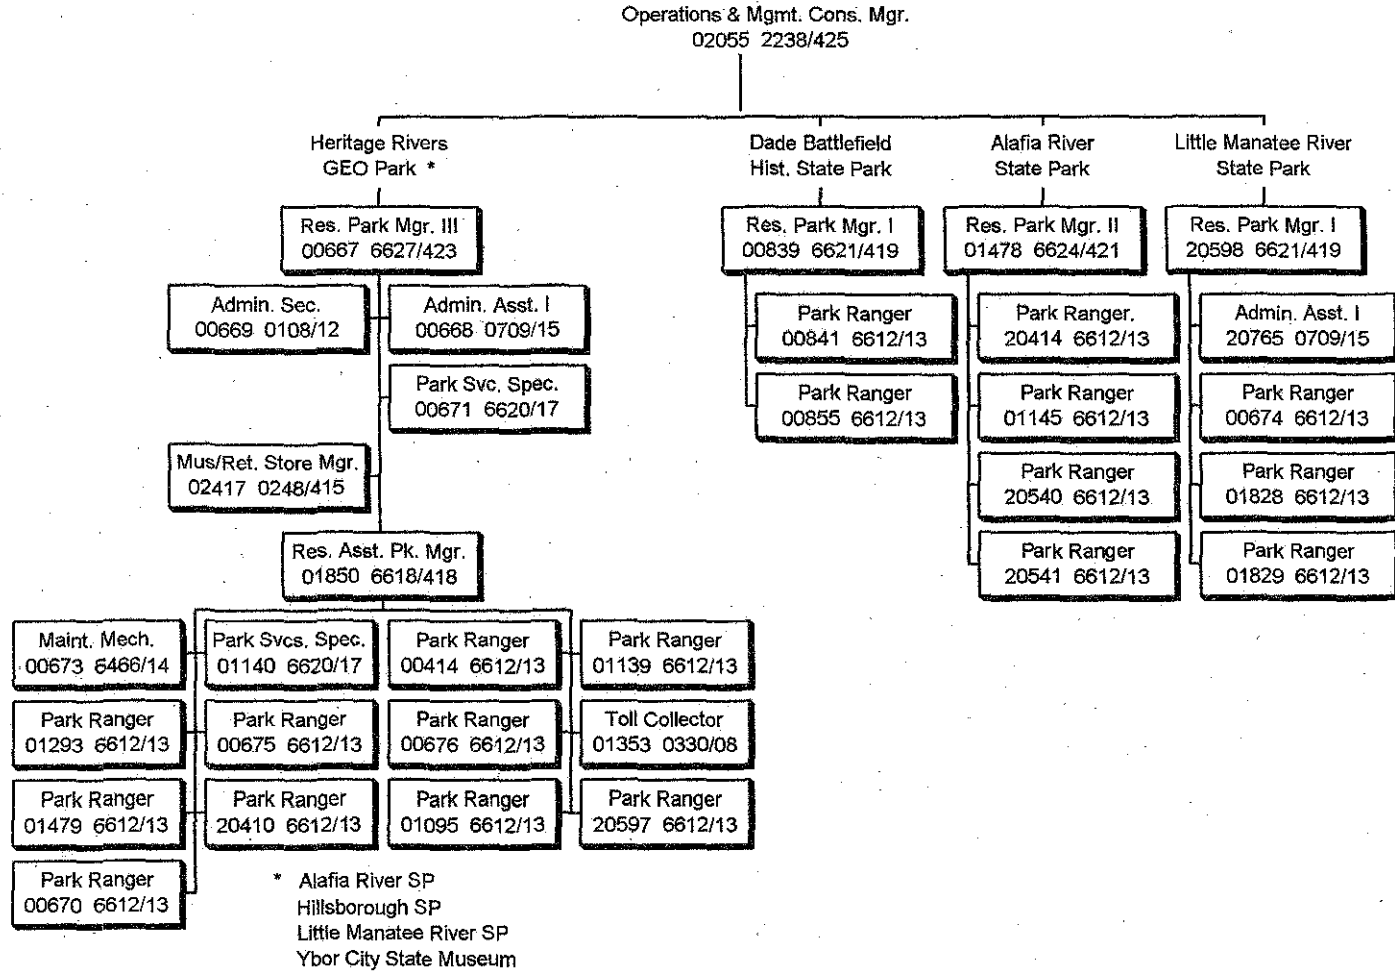 Operations & Mgmt. Cons. Mgr.
02055 2238/425
Heritage Rivers
GEO Park *
Dade Battlefield
Hist. State Park
Alafia River
State Park
Little Manatee River
State Park
Res. Park Mgr. III
00667 6627/423
Res. Park Mgr. I
00839 6621/419
Res. Park Mgr. II
01478 6624/421
Res. Park Mgr. I
20598 6621/419
Admin. Sec.
00669 0108/12
Admin. Asst. I
00668 0709/15
Park Svc. Spec.
00671 6620/17
Mus/Ret. Store Mgr.
02417 0248/415
Res. Asst. Pk. Mgr.
01850 6618/418
Park Ranger
00841 6612/13
Park Ranger
00855 6612/13
Park Ranger.
20414 6612/13
Park Ranger
01145 6612/13
Park Ranger
20540 6612/13
Park Ranger
20541 6612/13
Admin. Asst. I
20765 0709/15
Park Ranger
00674 6612/13
Park Ranger
01828 6612/13
Park Ranger
01829 6612/13
Maint. Mech.
00673 6466/14
Park Svcs. Spec.
01140 6620/17
Park Ranger
00414 6612/13
Park Ranger
01139 6612/13
Park Ranger
01293 6612/13
Park Ranger
00675 6612/13
Park Ranger
00676 6612/13
Toll Collector
01353 0330/08
Park Ranger
01479 6612/13
Park Ranger
20410 6612/13
Park Ranger
01095 6612/13
Park Ranger
20597 6612/13
Park Ranger
00670 6612/13
* Alafia River SP
Hillsborough SP
Little Manatee River SP
Ybor City State Museum